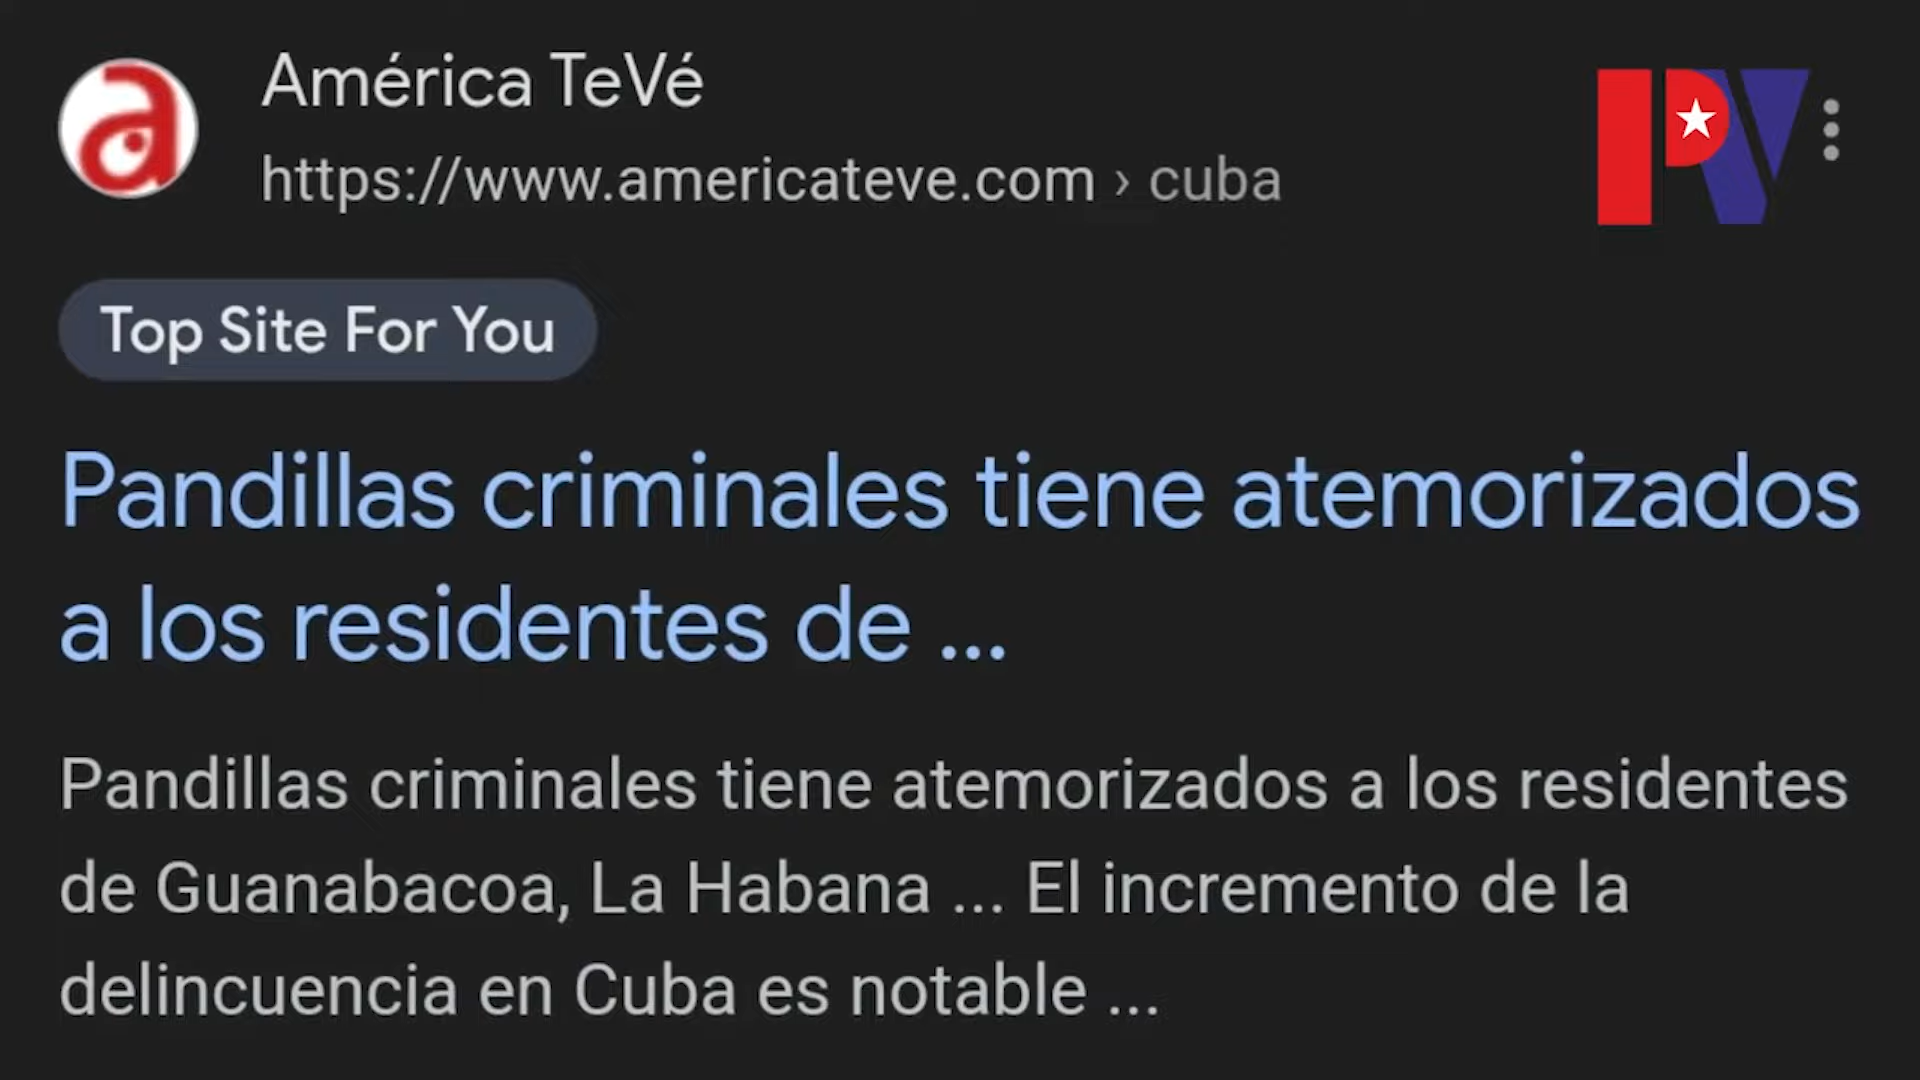 América TeVé
https://www.americateve.com › cuba
Top Site For You
Pandillas criminales tiene atemorizados
a los residentes de ...
Pandillas criminales tiene atemorizados a los residentes
de Guanabacoa, La Habana ... El incremento de la
delincuencia en Cuba es notable ...